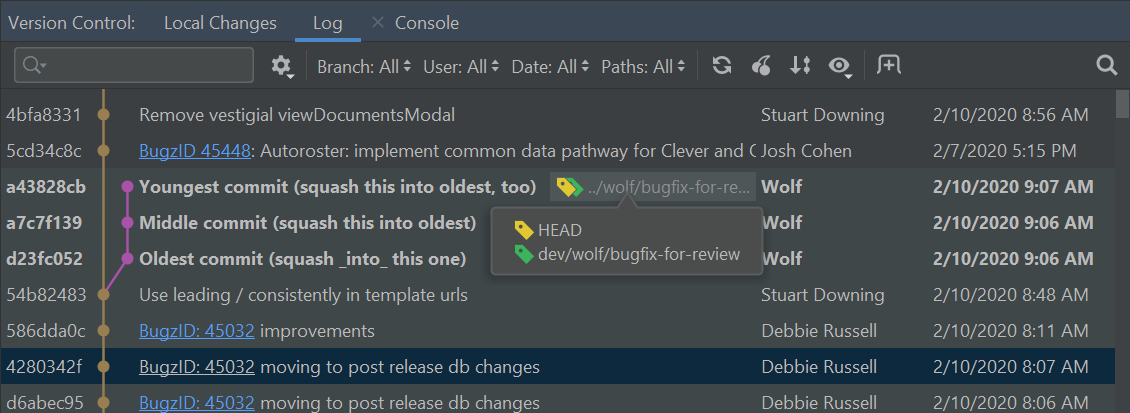 Version Control: Local Changes Log Console
Branch: All User: All Date: All Paths: All
4bfa8331 Remove vestigial viewDocumentsModal Stuart Downing 2/10/2020 8:56 AM
5cd34c8c BugzID 45448: Autoroster: implement common data pathway for Clever and C Josh Cohen 2/7/2020 5:15 PM
a43828cb Youngest commit (squash this into oldest, too) ../wolf/bugfix-for-re... Wolf 2/10/2020 9:07 AM
a7c7f139 Middle commit (squash this into oldest) Wolf 2/10/2020 9:06 AM
HEAD
dev/wolf/bugfix-for-review
d23fc052 Oldest commit (squash _into_ this one) Wolf 2/10/2020 9:06 AM
54b82483 Use leading / consistently in template urls Stuart Downing 2/10/2020 8:48 AM
586dda0c BugzID: 45032 improvements Debbie Russell 2/10/2020 8:11 AM
4280342f BugzID: 45032 moving to post release db changes Debbie Russell 2/10/2020 8:07 AM
d6abec95 BugzID: 45032 moving to post release db changes Debbie Russell 2/10/2020 8:06 AM